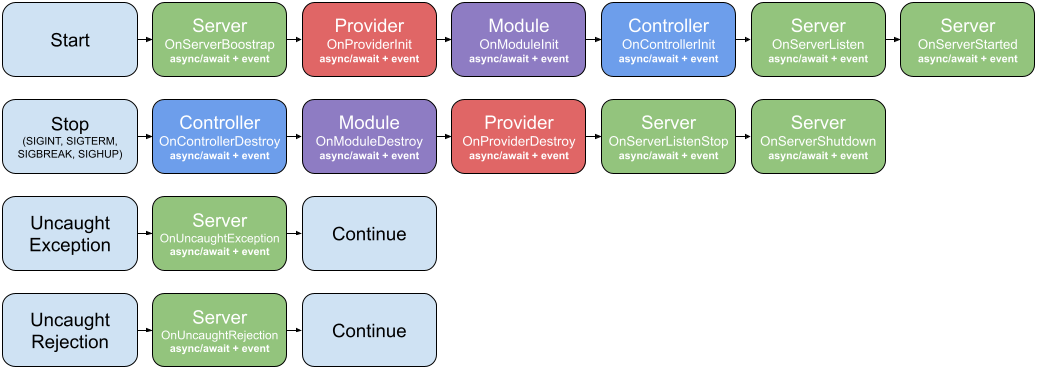 Start
Server
OnServerBoostrap
async/await + event
Provider
OnProviderInit
async/await + event
Module
OnModuleInit
async/await + event
Controller
OnControllerInit
async/await + event
Server
OnServerListen
async/await + event
Server
OnServerStarted
async/await + event
Stop
(SIGINT, SIGTERM,
SIGBREAK, SIGHUP)
Controller
OnControllerDestroy
async/await + event
Module
OnModuleDestroy
async/await + event
Provider
OnProviderDestroy
async/await + event
Server
OnServerListenStop
async/await + event
Server
OnServerShutdown
async/await + event
Uncaught
Exception
Server
OnUncaughtException
async/await + event
Continue
Uncaught
Rejection
Server
OnUncaughtRejection
async/await + event
Continue